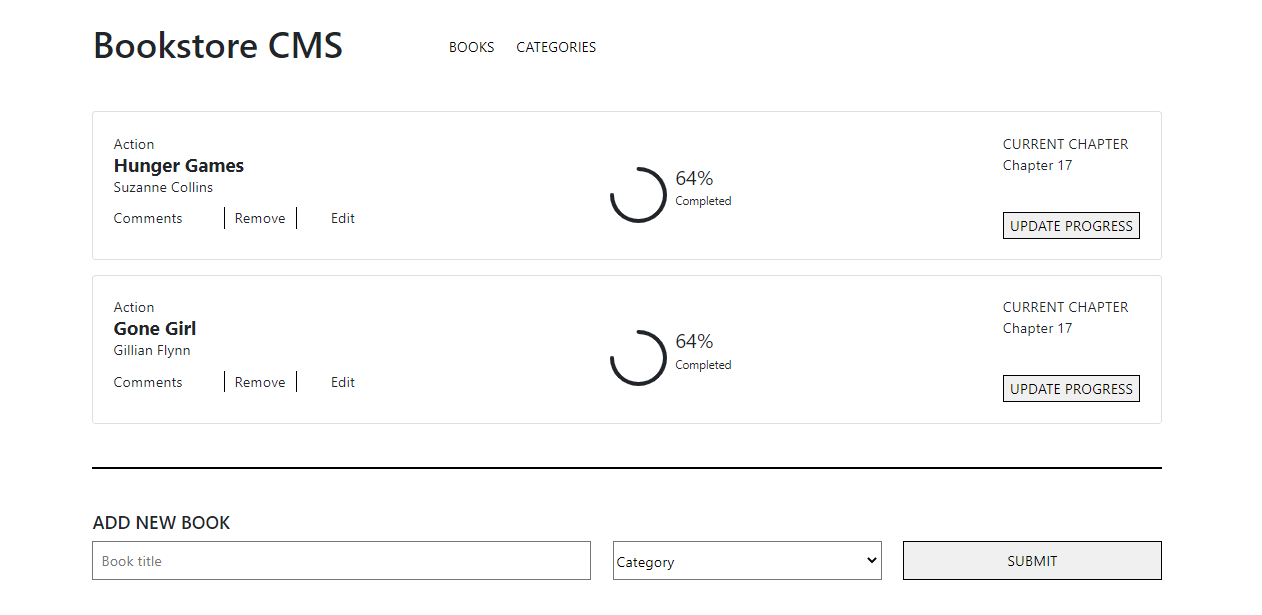 Bookstore CMS
BOOKS CATEGORIES
Action
Hunger Games
Suzanne Collins
Comments Remove Edit
64%
Completed
CURRENT CHAPTER
Chapter 17
UPDATE PROGRESS
Action
Gone Girl
Gillian Flynn
Comments Remove Edit
64%
Completed
CURRENT CHAPTER
Chapter 17
UPDATE PROGRESS
ADD NEW BOOK
Book title
Category
SUBMIT